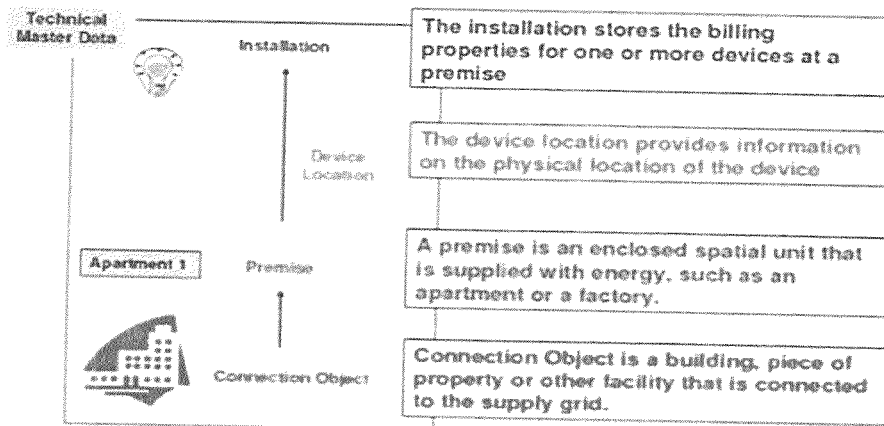 Technical
Master Data
Installation
The installation stores the billing
properties for one or more devices at a
premise
Device
Location
The device location provides information
on the physical location of the device
Apartment 1
Premise
A premise is an enclosed spatial unit that
is supplied with energy, such as an
apartment or a factory.
Connection Object
Connection Object is a building, piece of
property or other facility that is connected
to the supply grid.